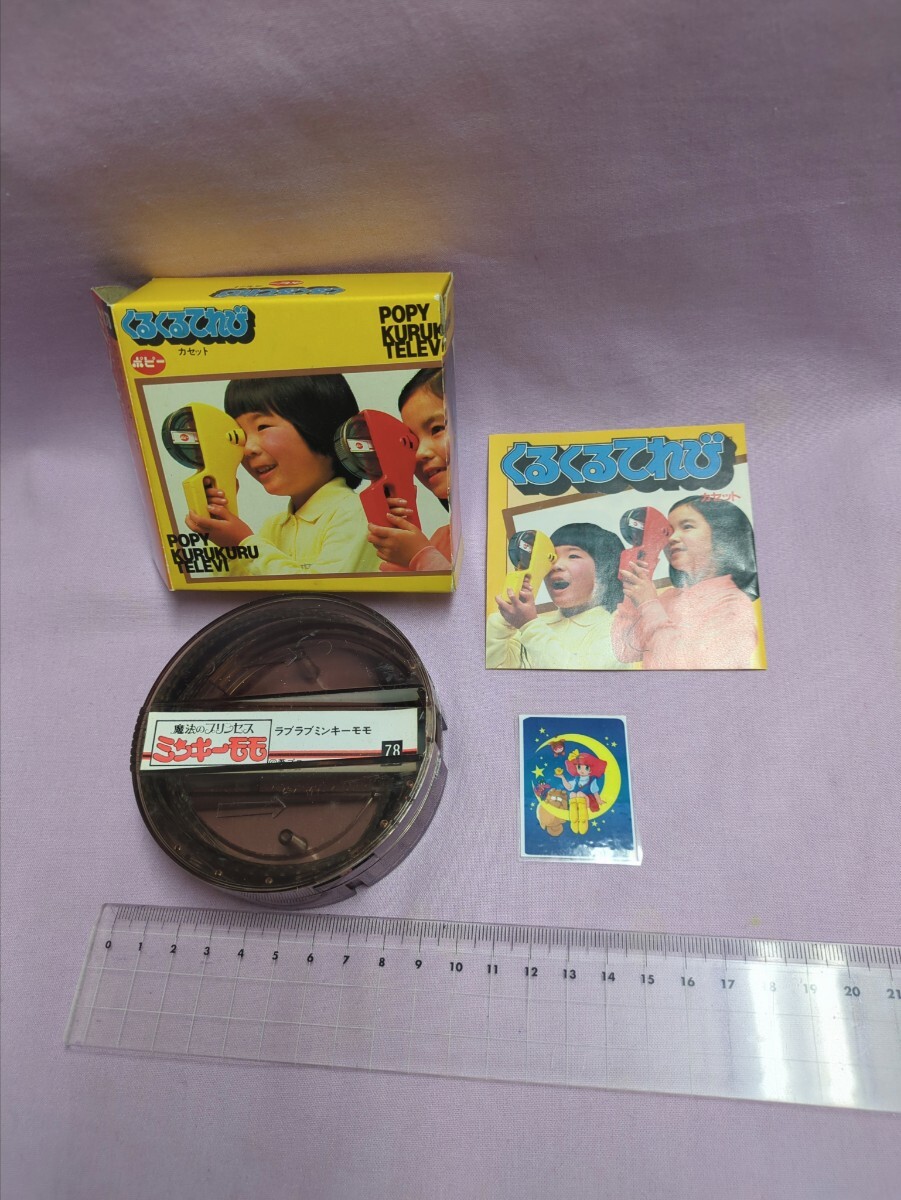 くるくるてれび
カセット
ポピー
POPY
KURUK
TELEVI
POPY
KURUKURU
TELEVI
くるくるてれび
カセット
魔法のプリンセス
ミンキーモモ
ラブラブミンキーモモ
78
0 1 2 3 4 5 6 7 8 9 10 11 12 13 14 15 16 17 18 19 20 21